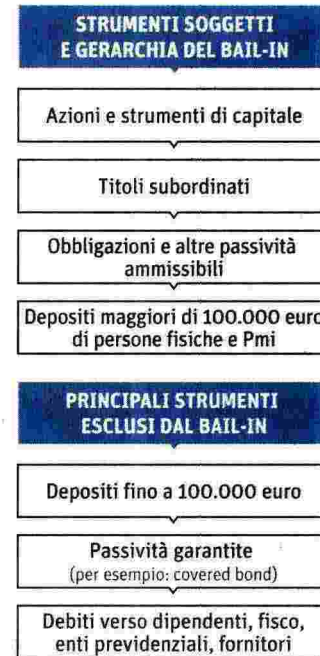 STRUMENTI SOGGETTI
E GERARCHIA DEL BAIL-IN
Azioni e strumenti di capitale
Titoli subordinati
Obbligazioni e altre passività
ammissibili
Depositi maggiori di 100.000 euro
di persone fisiche e Pmi
PRINCIPALI STRUMENTI
ESCLUSI DAL BAIL-IN
Depositi fino a 100.000 euro
Passività garantite
(per esempio: covered bond)
Debiti verso dipendenti, fisco,
enti previdenziali, fornitori